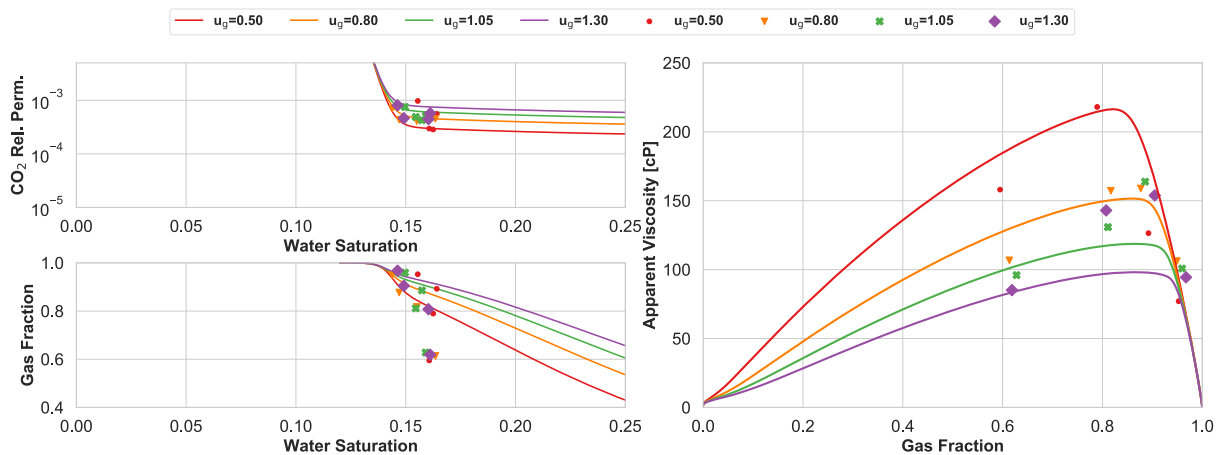 u_g=0.50 u_g=0.80 u_g=1.05 u_g=1.30 u_g=0.50 u_g=0.80 u_g=1.05 u_g=1.30
CO₂ Rel. Perm.
10⁻³
10⁻⁴
10⁻⁵
0.00 0.05 0.10 0.15 0.20 0.25
Water Saturation
Gas Fraction
1.0
0.8
0.6
0.4
0.00 0.05 0.10 0.15 0.20 0.25
Water Saturation
Apparent Viscosity [cP]
250
200
150
100
50
0
0.0 0.2 0.4 0.6 0.8 1.0
Gas Fraction